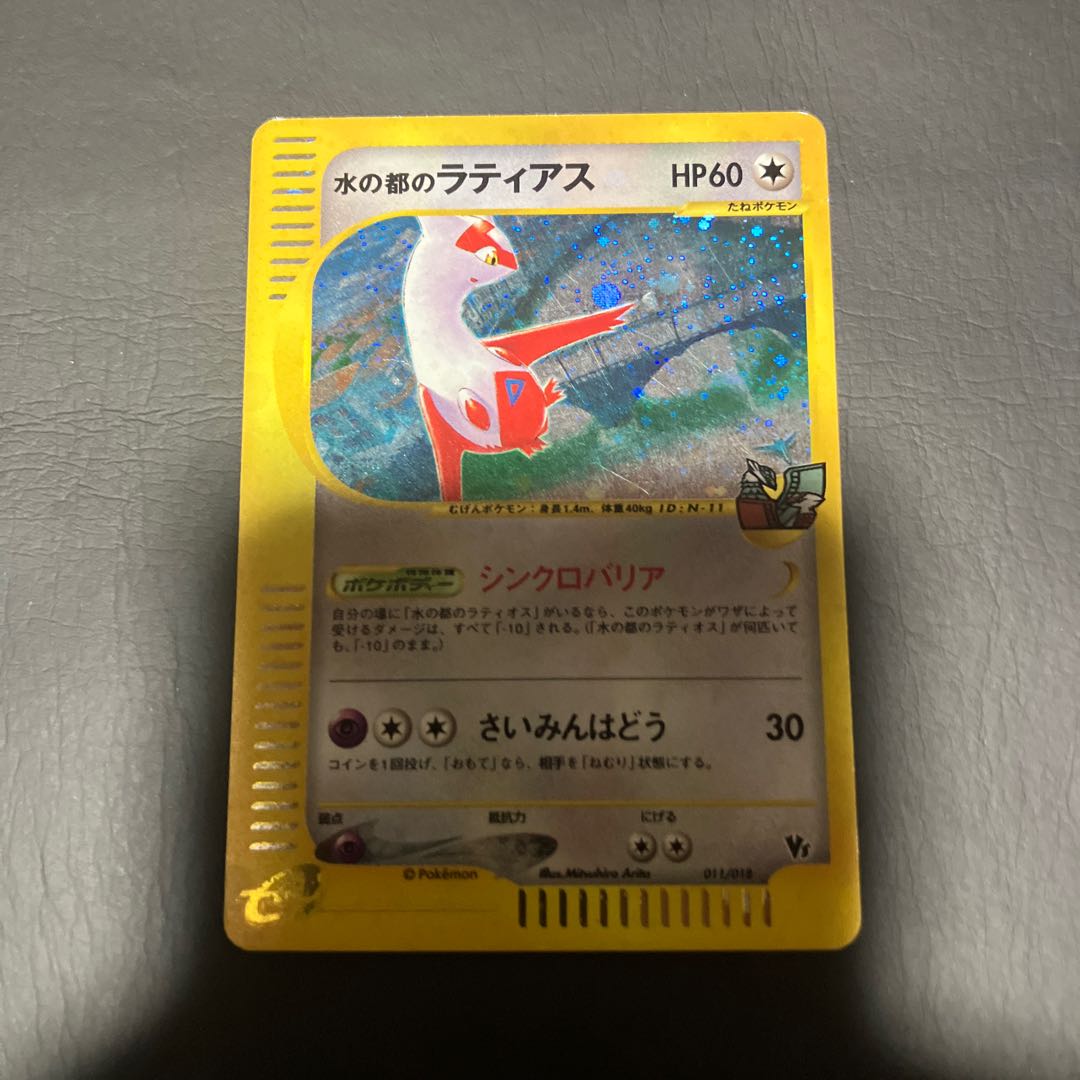 水の都のラティアス HP60
たねポケモン
むげんポケモン：身長1.4m、体重40kg ID：N-11
特殊体質
ポケボディー シンクロバリア
自分の場に「水の都のラティオス」がいるなら、このポケモンがワザによって
受けるダメージは、すべて「-10」される。（「水の都のラティオス」が何匹いて
も、「-10」のまま。）
さいみんはどう 30
コインを1回投げ、「おもて」なら、相手を「ねむり」状態にする。
弱点 抵抗力 にげる
Vs
©Pokémon illus.Mitsuhiro Arita 011/018
e